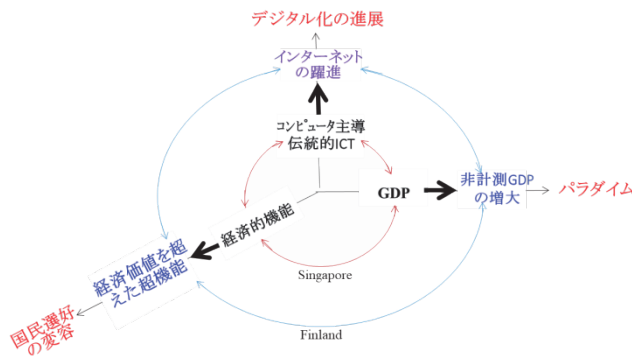 デジタル化の進展
インターネット
の躍進
コンピュータ主導
伝統的ICT
GDP
非計測GDP
の増大
パラダイム
経済的機能
経済価値を超
えた超機能
国民選好
の変容
Singapore
Finland